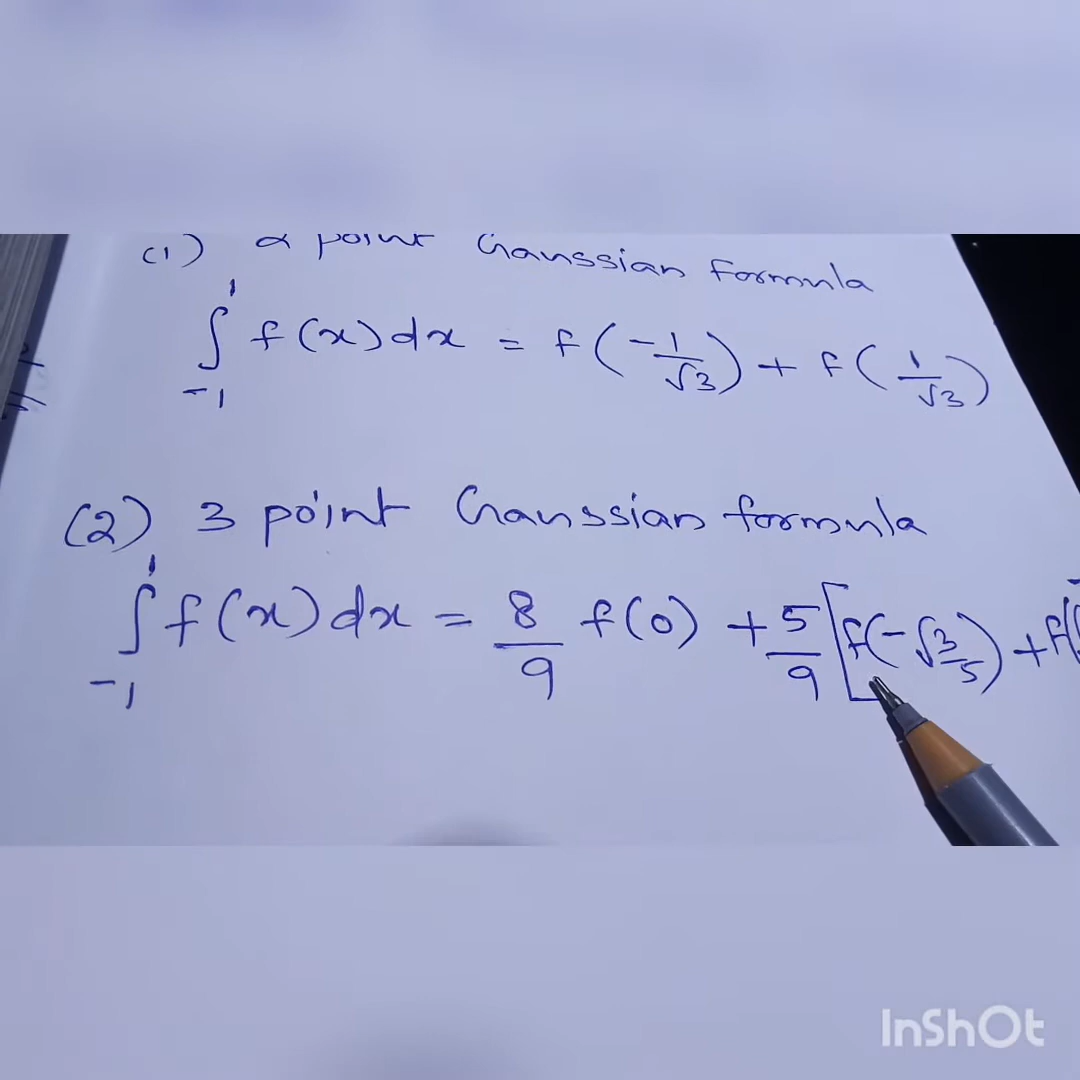 (1) 2 point Gaussian formula
∫₋₁¹ f(x)dx = f(-1/√3) + f(1/√3)
(2) 3 point Gaussian formula
∫₋₁¹ f(x)dx = 8/9 f(0) + 5/9 [f(-√3/5) + f(
InShOt